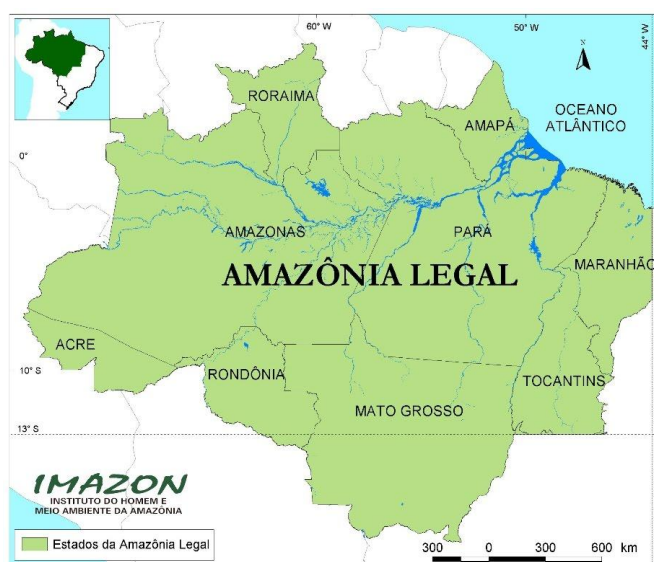 60° W
50° W
44° W
N
RORAIMA
AMAPÁ
OCEANO
ATLÂNTICO
0°
AMAZONAS
PARÁ
MARANHÃO
AMAZÔNIA LEGAL
ACRE
RONDÔNIA
TOCANTINS
10° S
MATO GROSSO
13° S
IMAZON
INSTITUTO DO HOMEM E
MEIO AMBIENTE DA AMAZÔNIA
Estados da Amazônia Legal
300 0 300 600 km